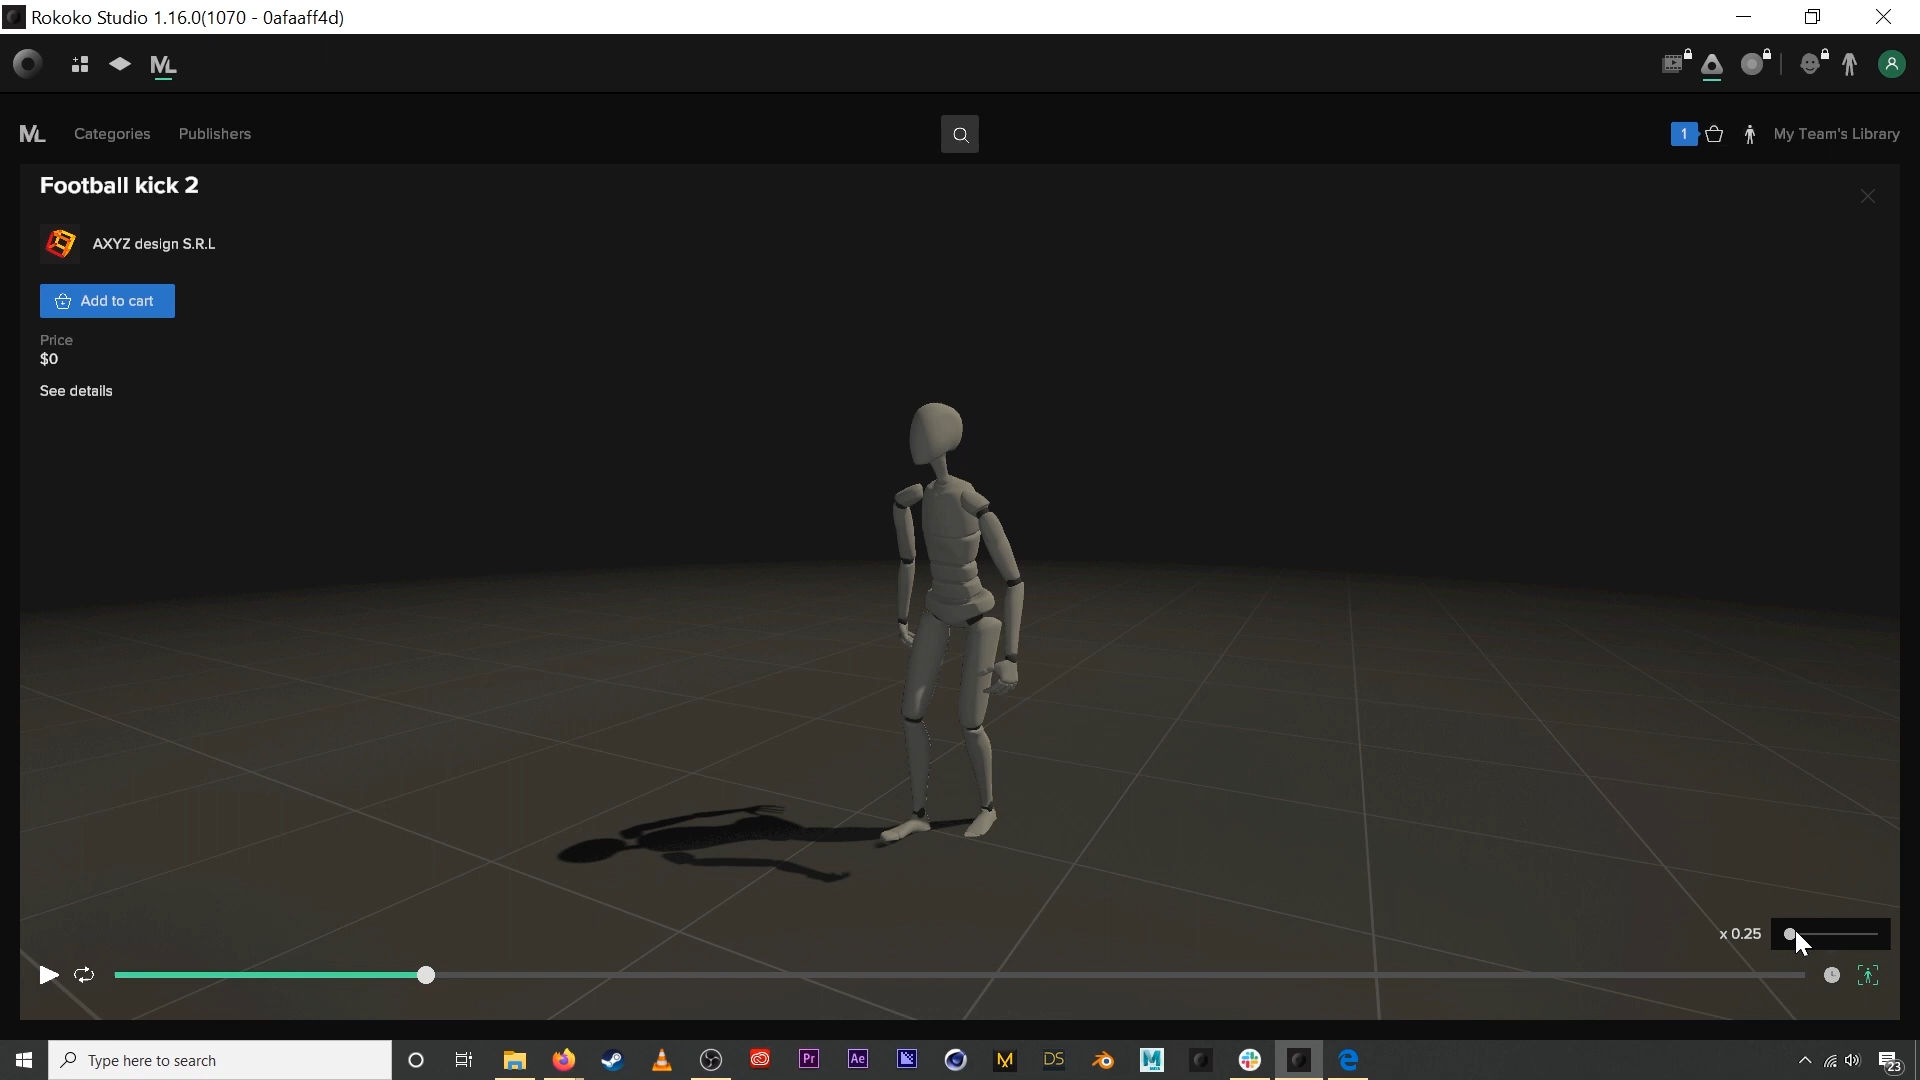 Rokoko Studio 1.16.0(1070 - 0afaaff4d)
ML
ML Categories Publishers
1 My Team's Library
Football kick 2
AXYZ design S.R.L
Add to cart
Price
$0
See details
x 0.25
Type here to search
Pr Ae M DS M 23